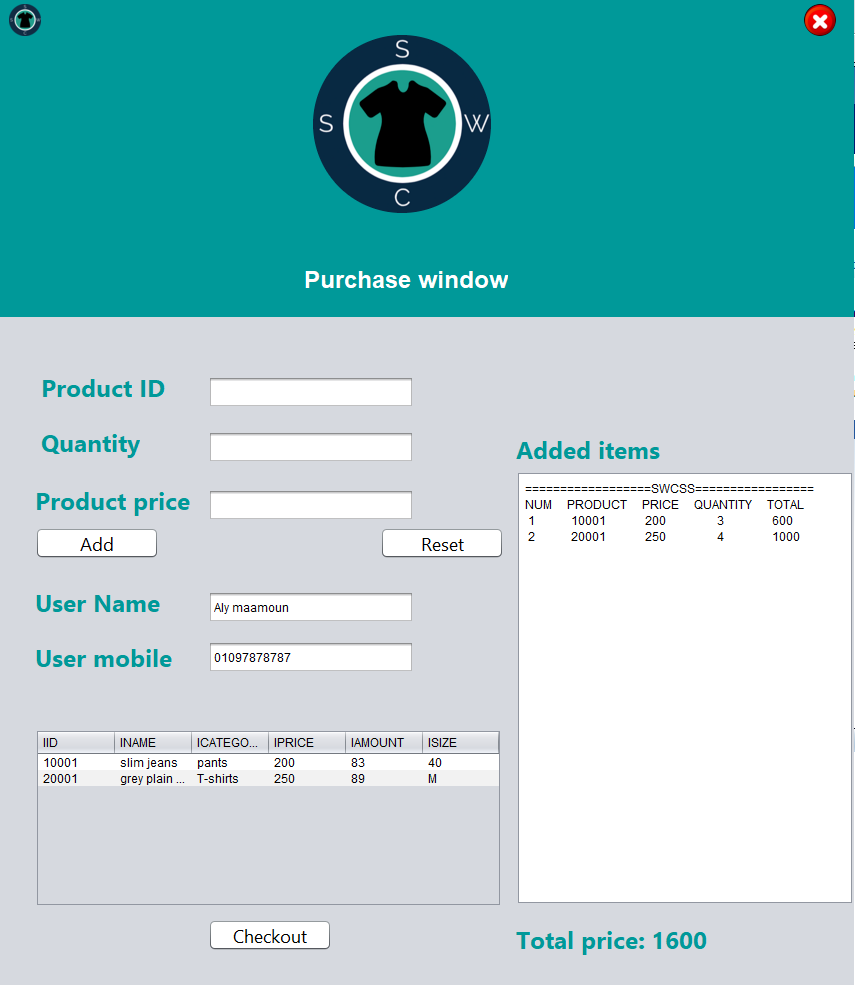 S
S W
C
Purchase window
Product ID
Quantity
Product price
Add Reset
User Name Aly maamoun
User mobile 01097878787
IID INAME ICATEGO... IPRICE IAMOUNT ISIZE
10001 slim jeans pants 200 83 40
20001 grey plain ... T-shirts 250 89 M
Checkout
Added items
==================SWCSS=================
NUM PRODUCT PRICE QUANTITY TOTAL
1 10001 200 3 600
2 20001 250 4 1000
Total price: 1600